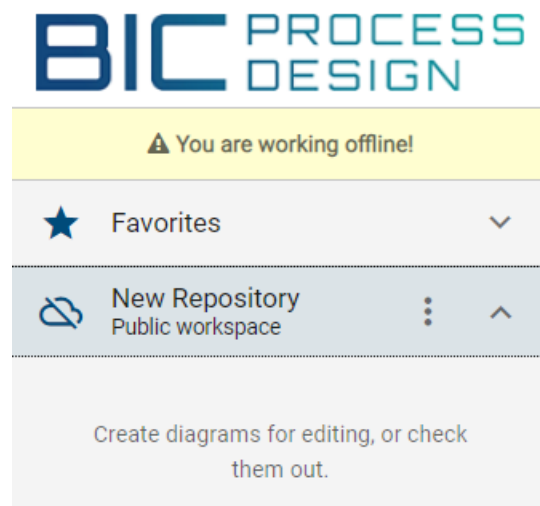 BIC PROCESS
DESIGN
You are working offline!
Favorites
New Repository
Public workspace
Create diagrams for editing, or check
them out.